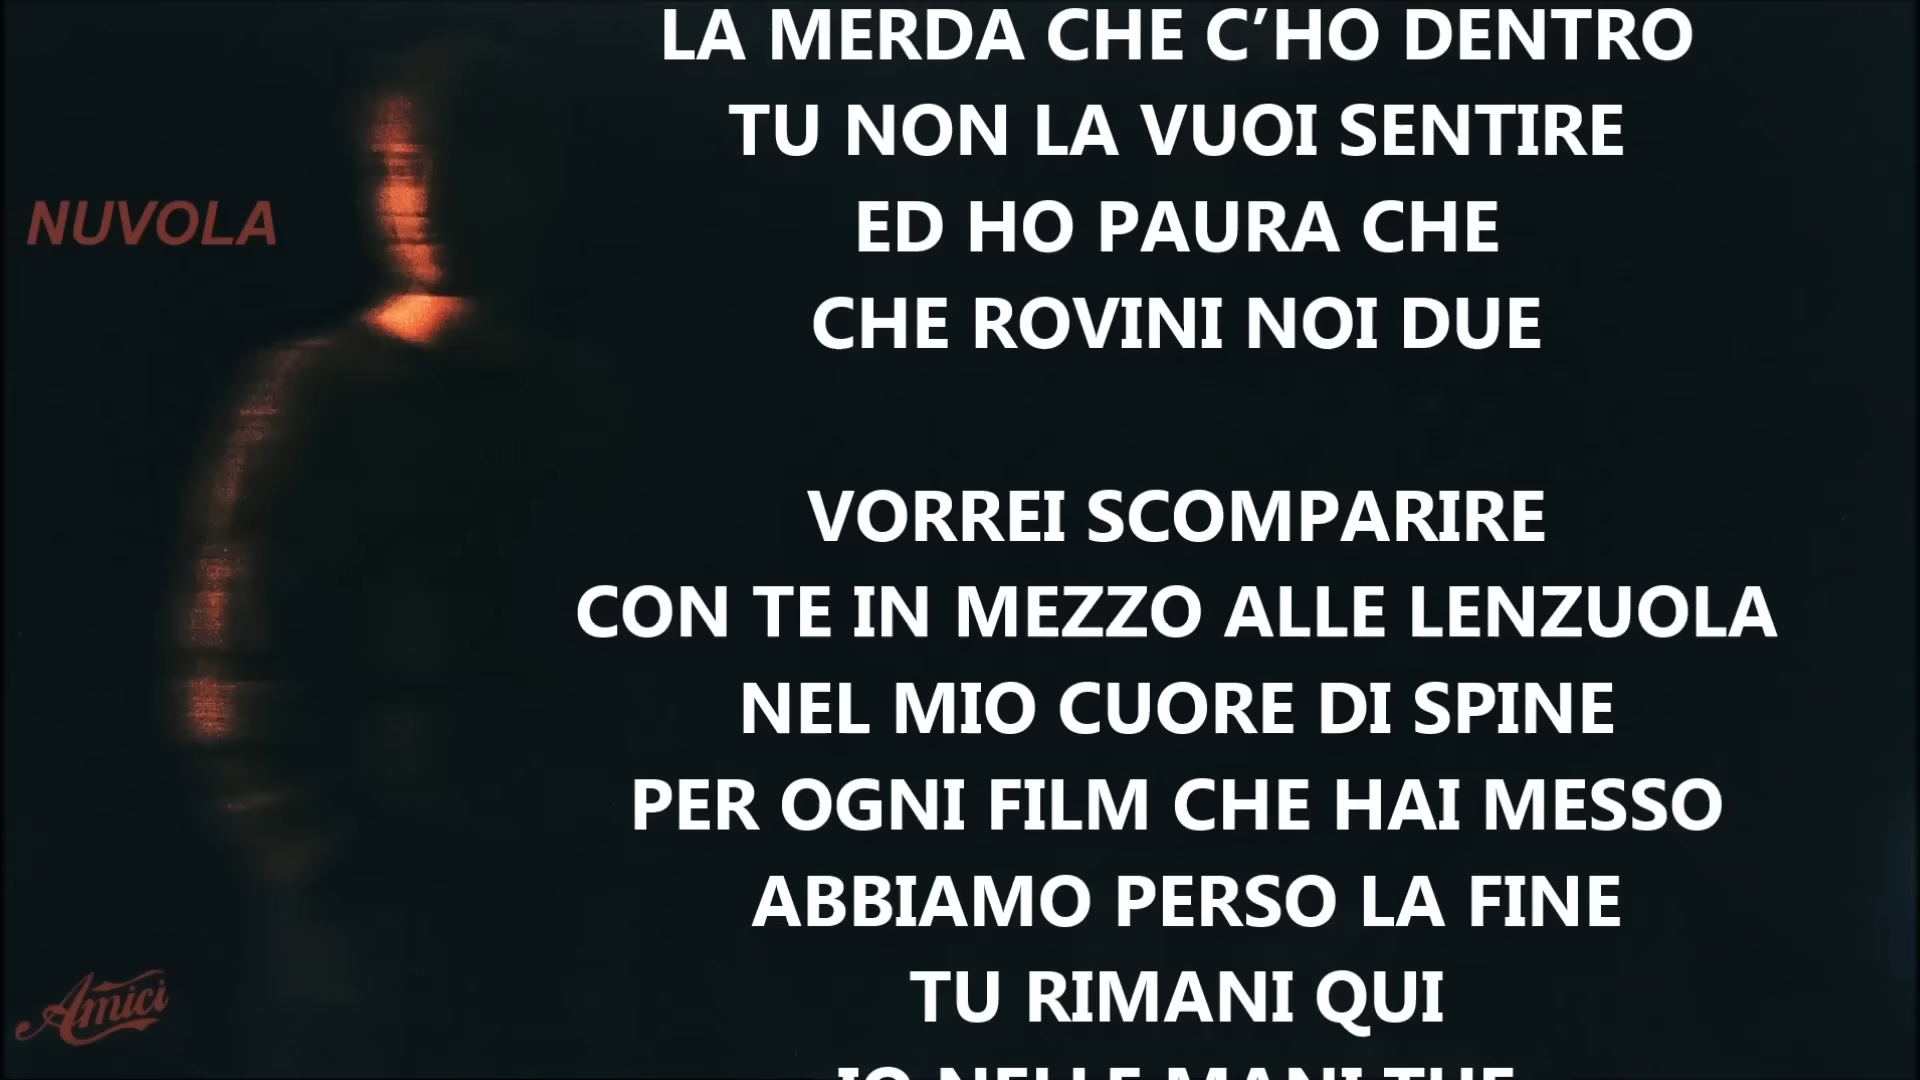 LA MERDA CHE C’HO DENTRO
TU NON LA VUOI SENTIRE
ED HO PAURA CHE
CHE ROVINI NOI DUE
NUVOLA
VORREI SCOMPARIRE
CON TE IN MEZZO ALLE LENZUOLA
NEL MIO CUORE DI SPINE
PER OGNI FILM CHE HAI MESSO
ABBIAMO PERSO LA FINE
TU RIMANI QUI
IO NELLE MANI TUE
Amici